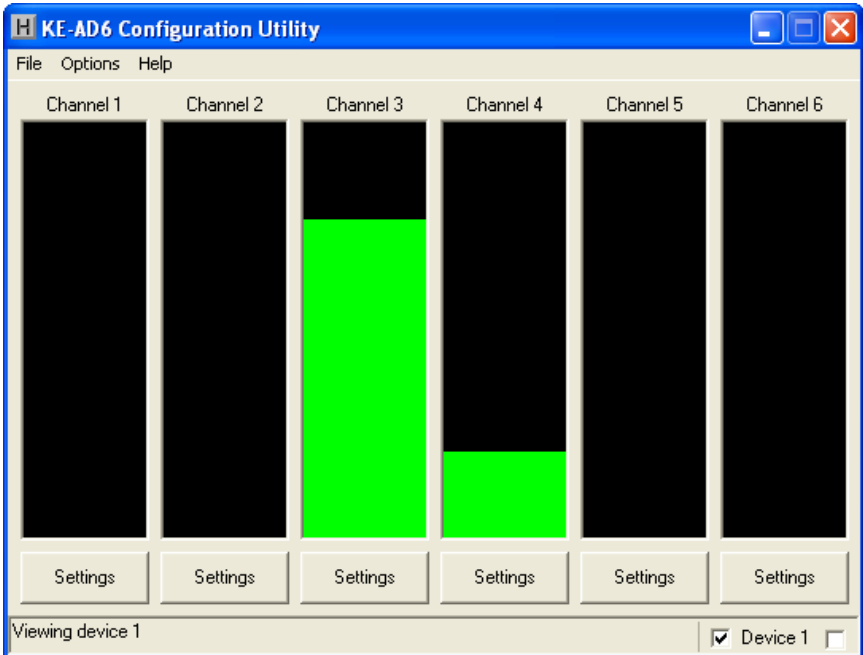 H KE-AD6 Configuration Utility
File Options Help
Channel 1 Channel 2 Channel 3 Channel 4 Channel 5 Channel 6
Settings Settings Settings Settings Settings Settings
Viewing device 1 Device 1